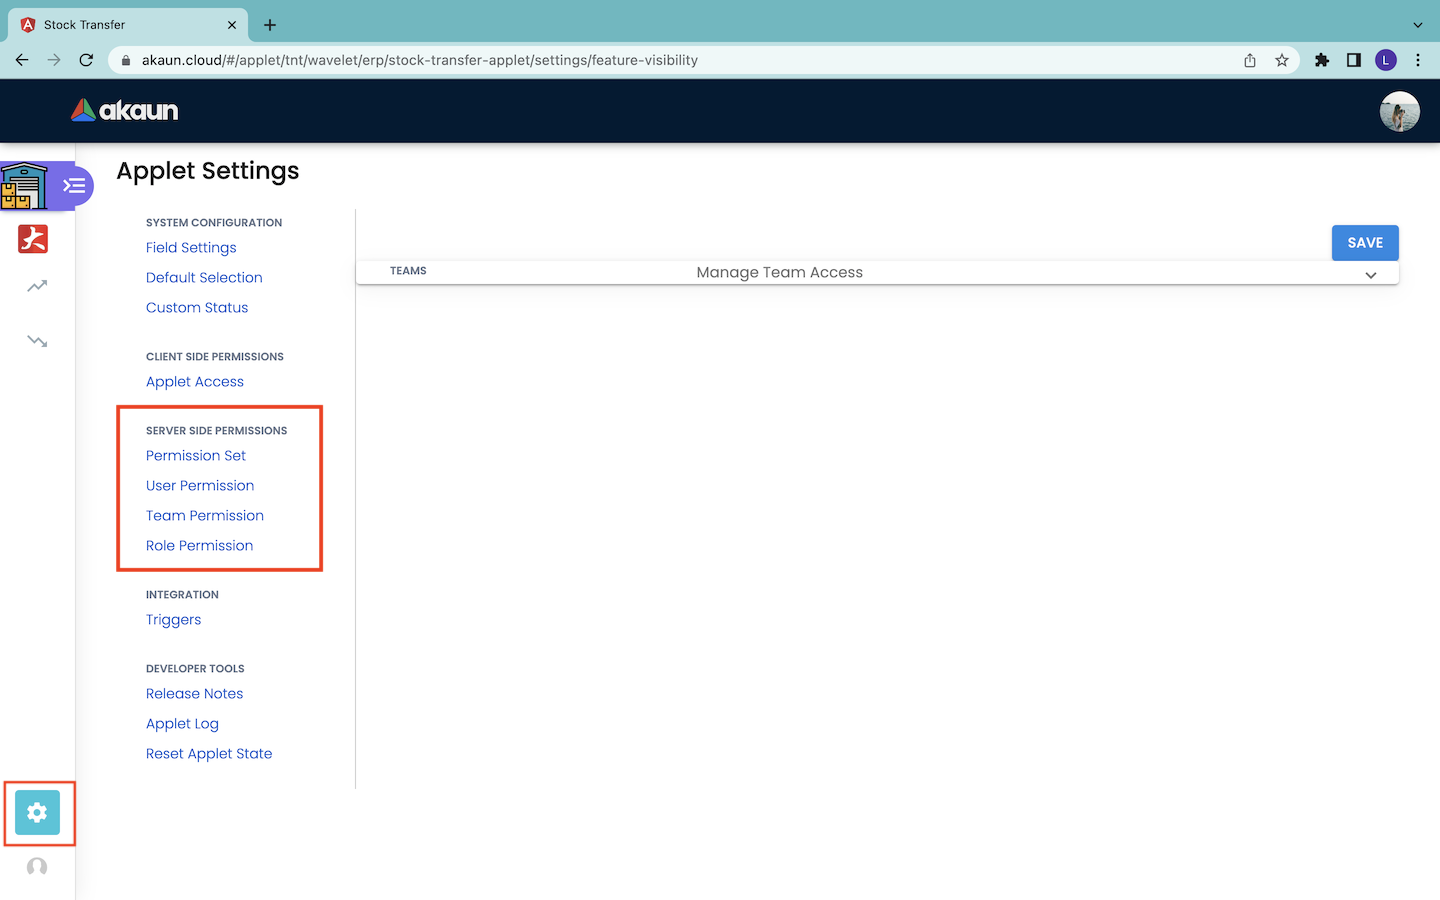 Stock Transfer
akaun.cloud/#/applet/tnt/wavelet/erp/stock-transfer-applet/settings/feature-visibility
L
akaun
Applet Settings
SYSTEM CONFIGURATION
Field Settings
Default Selection
Custom Status
CLIENT SIDE PERMISSIONS
Applet Access
SERVER SIDE PERMISSIONS
Permission Set
User Permission
Team Permission
Role Permission
INTEGRATION
Triggers
DEVELOPER TOOLS
Release Notes
Applet Log
Reset Applet State
SAVE
TEAMS Manage Team Access